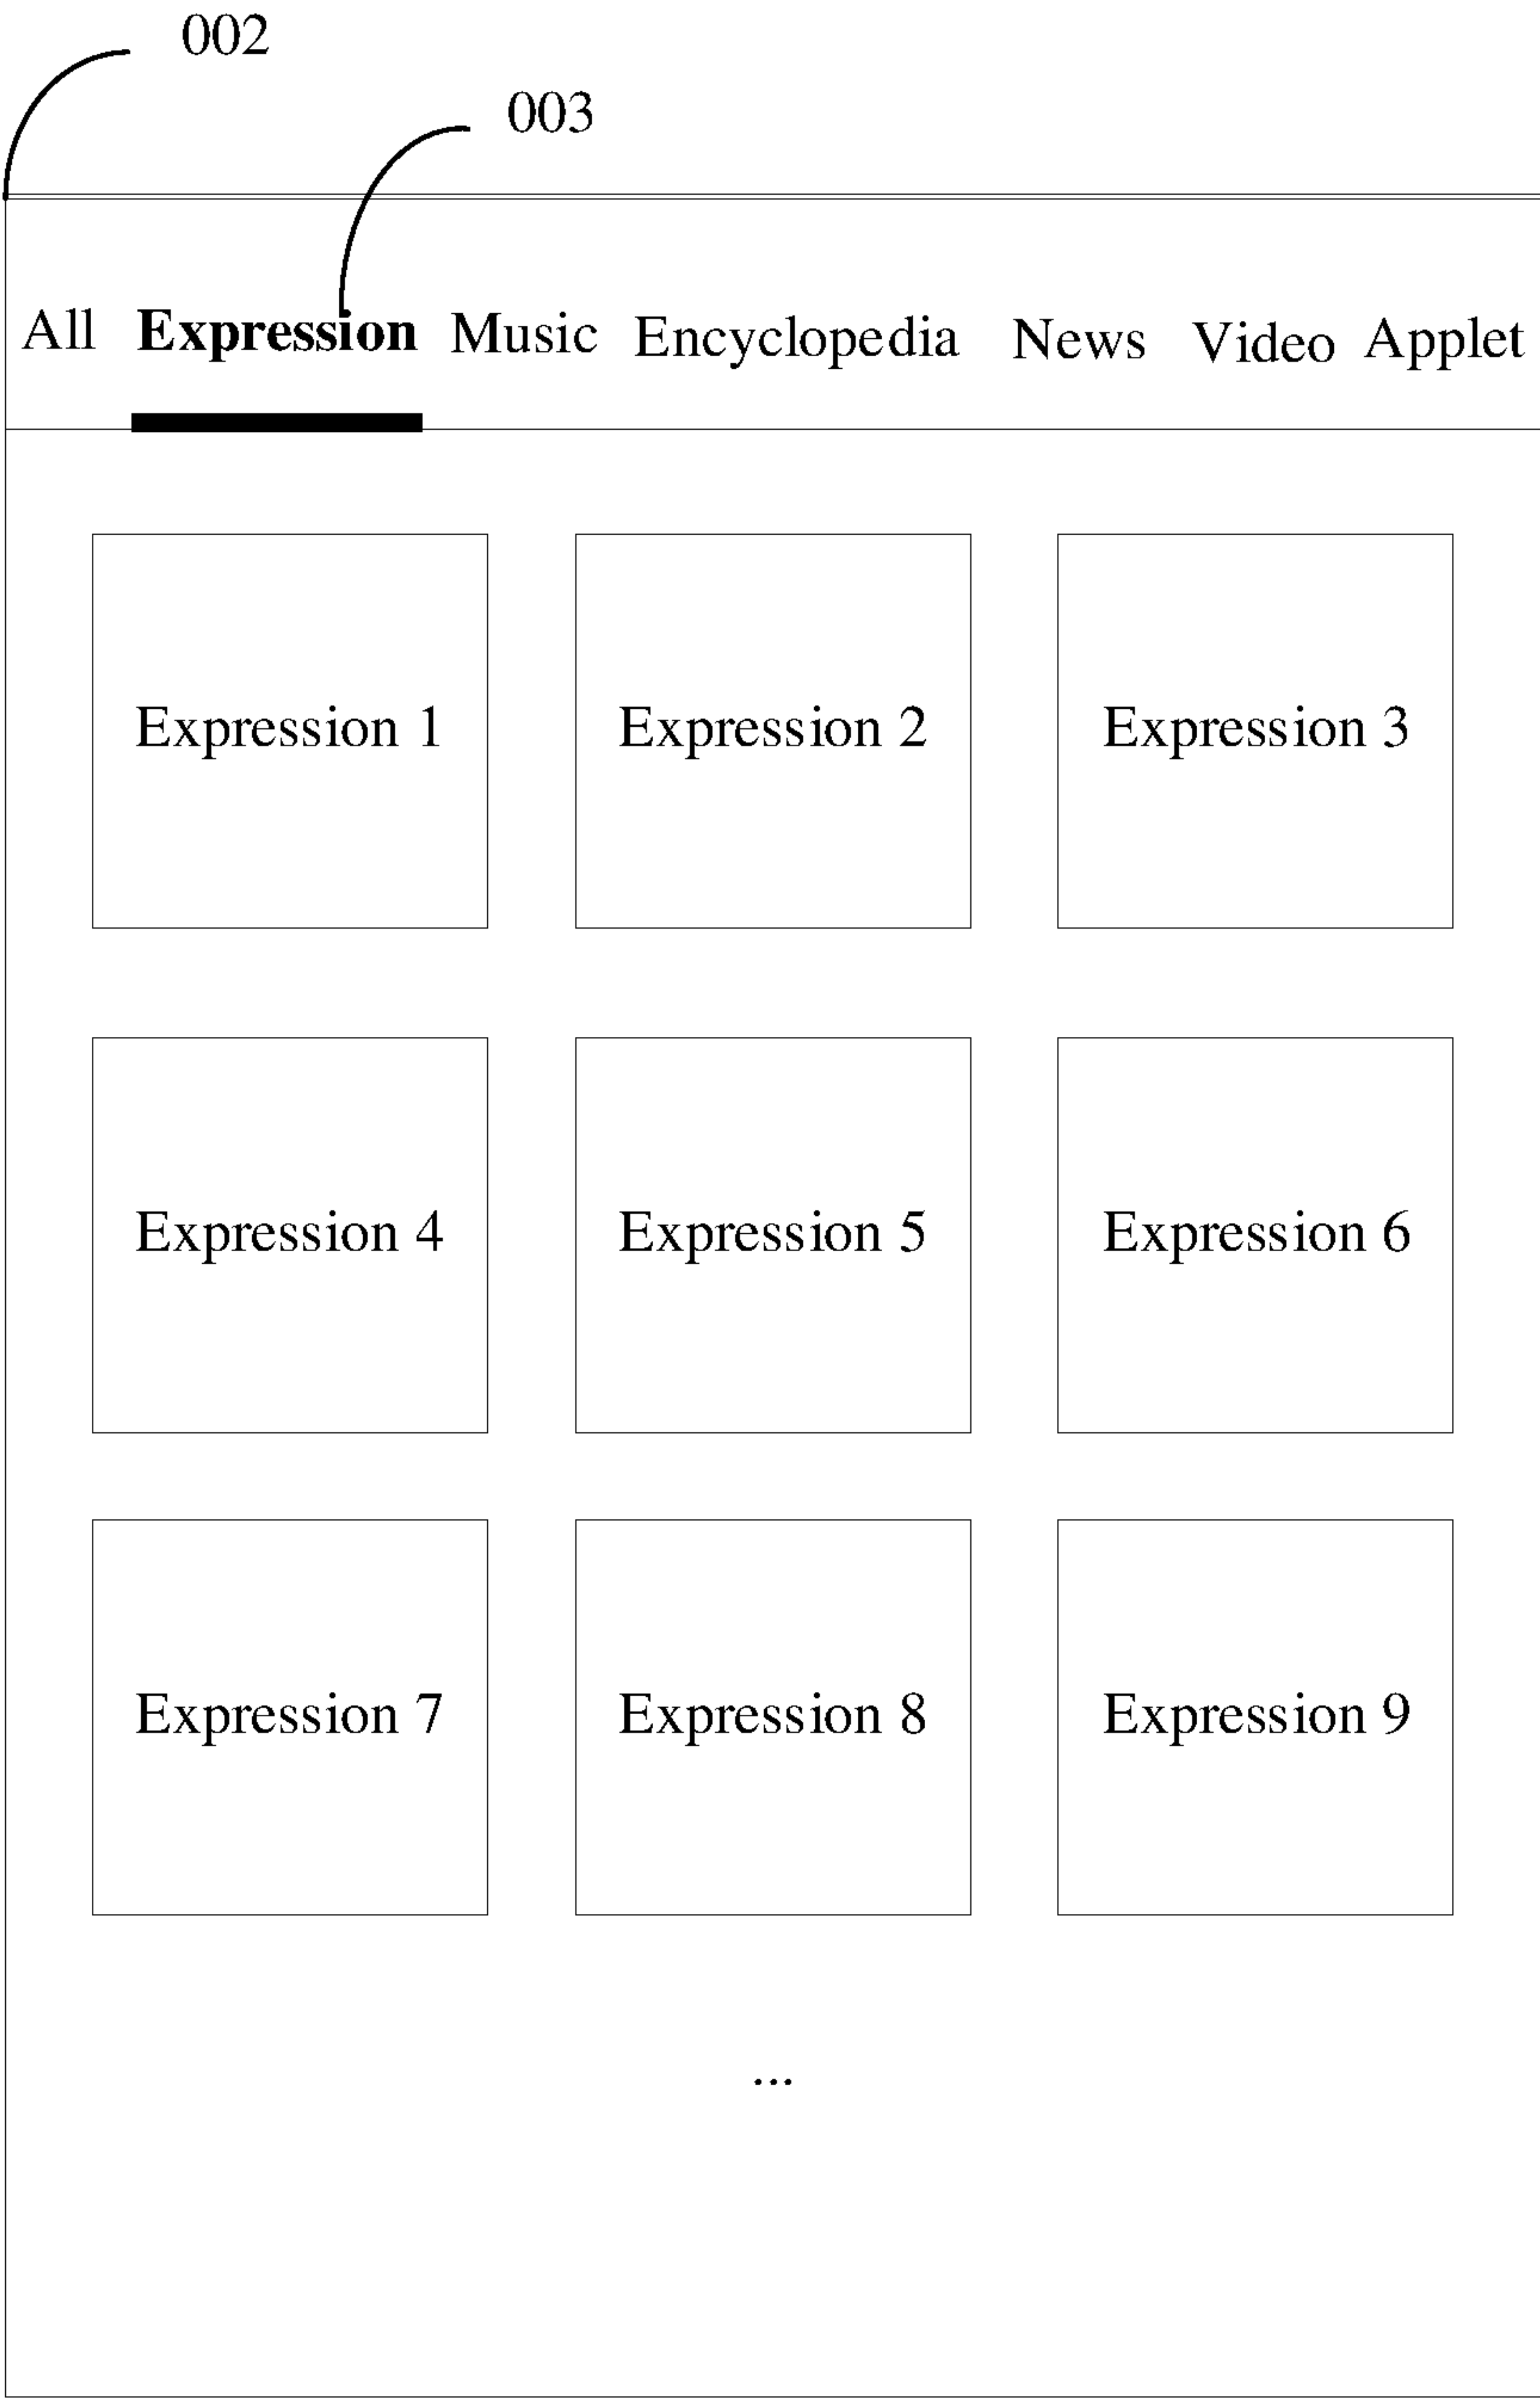 002
003
All Expression Music Encyclopedia News Video Applet
Expression 1 Expression 2 Expression 3
Expression 4 Expression 5 Expression 6
Expression 7 Expression 8 Expression 9
...